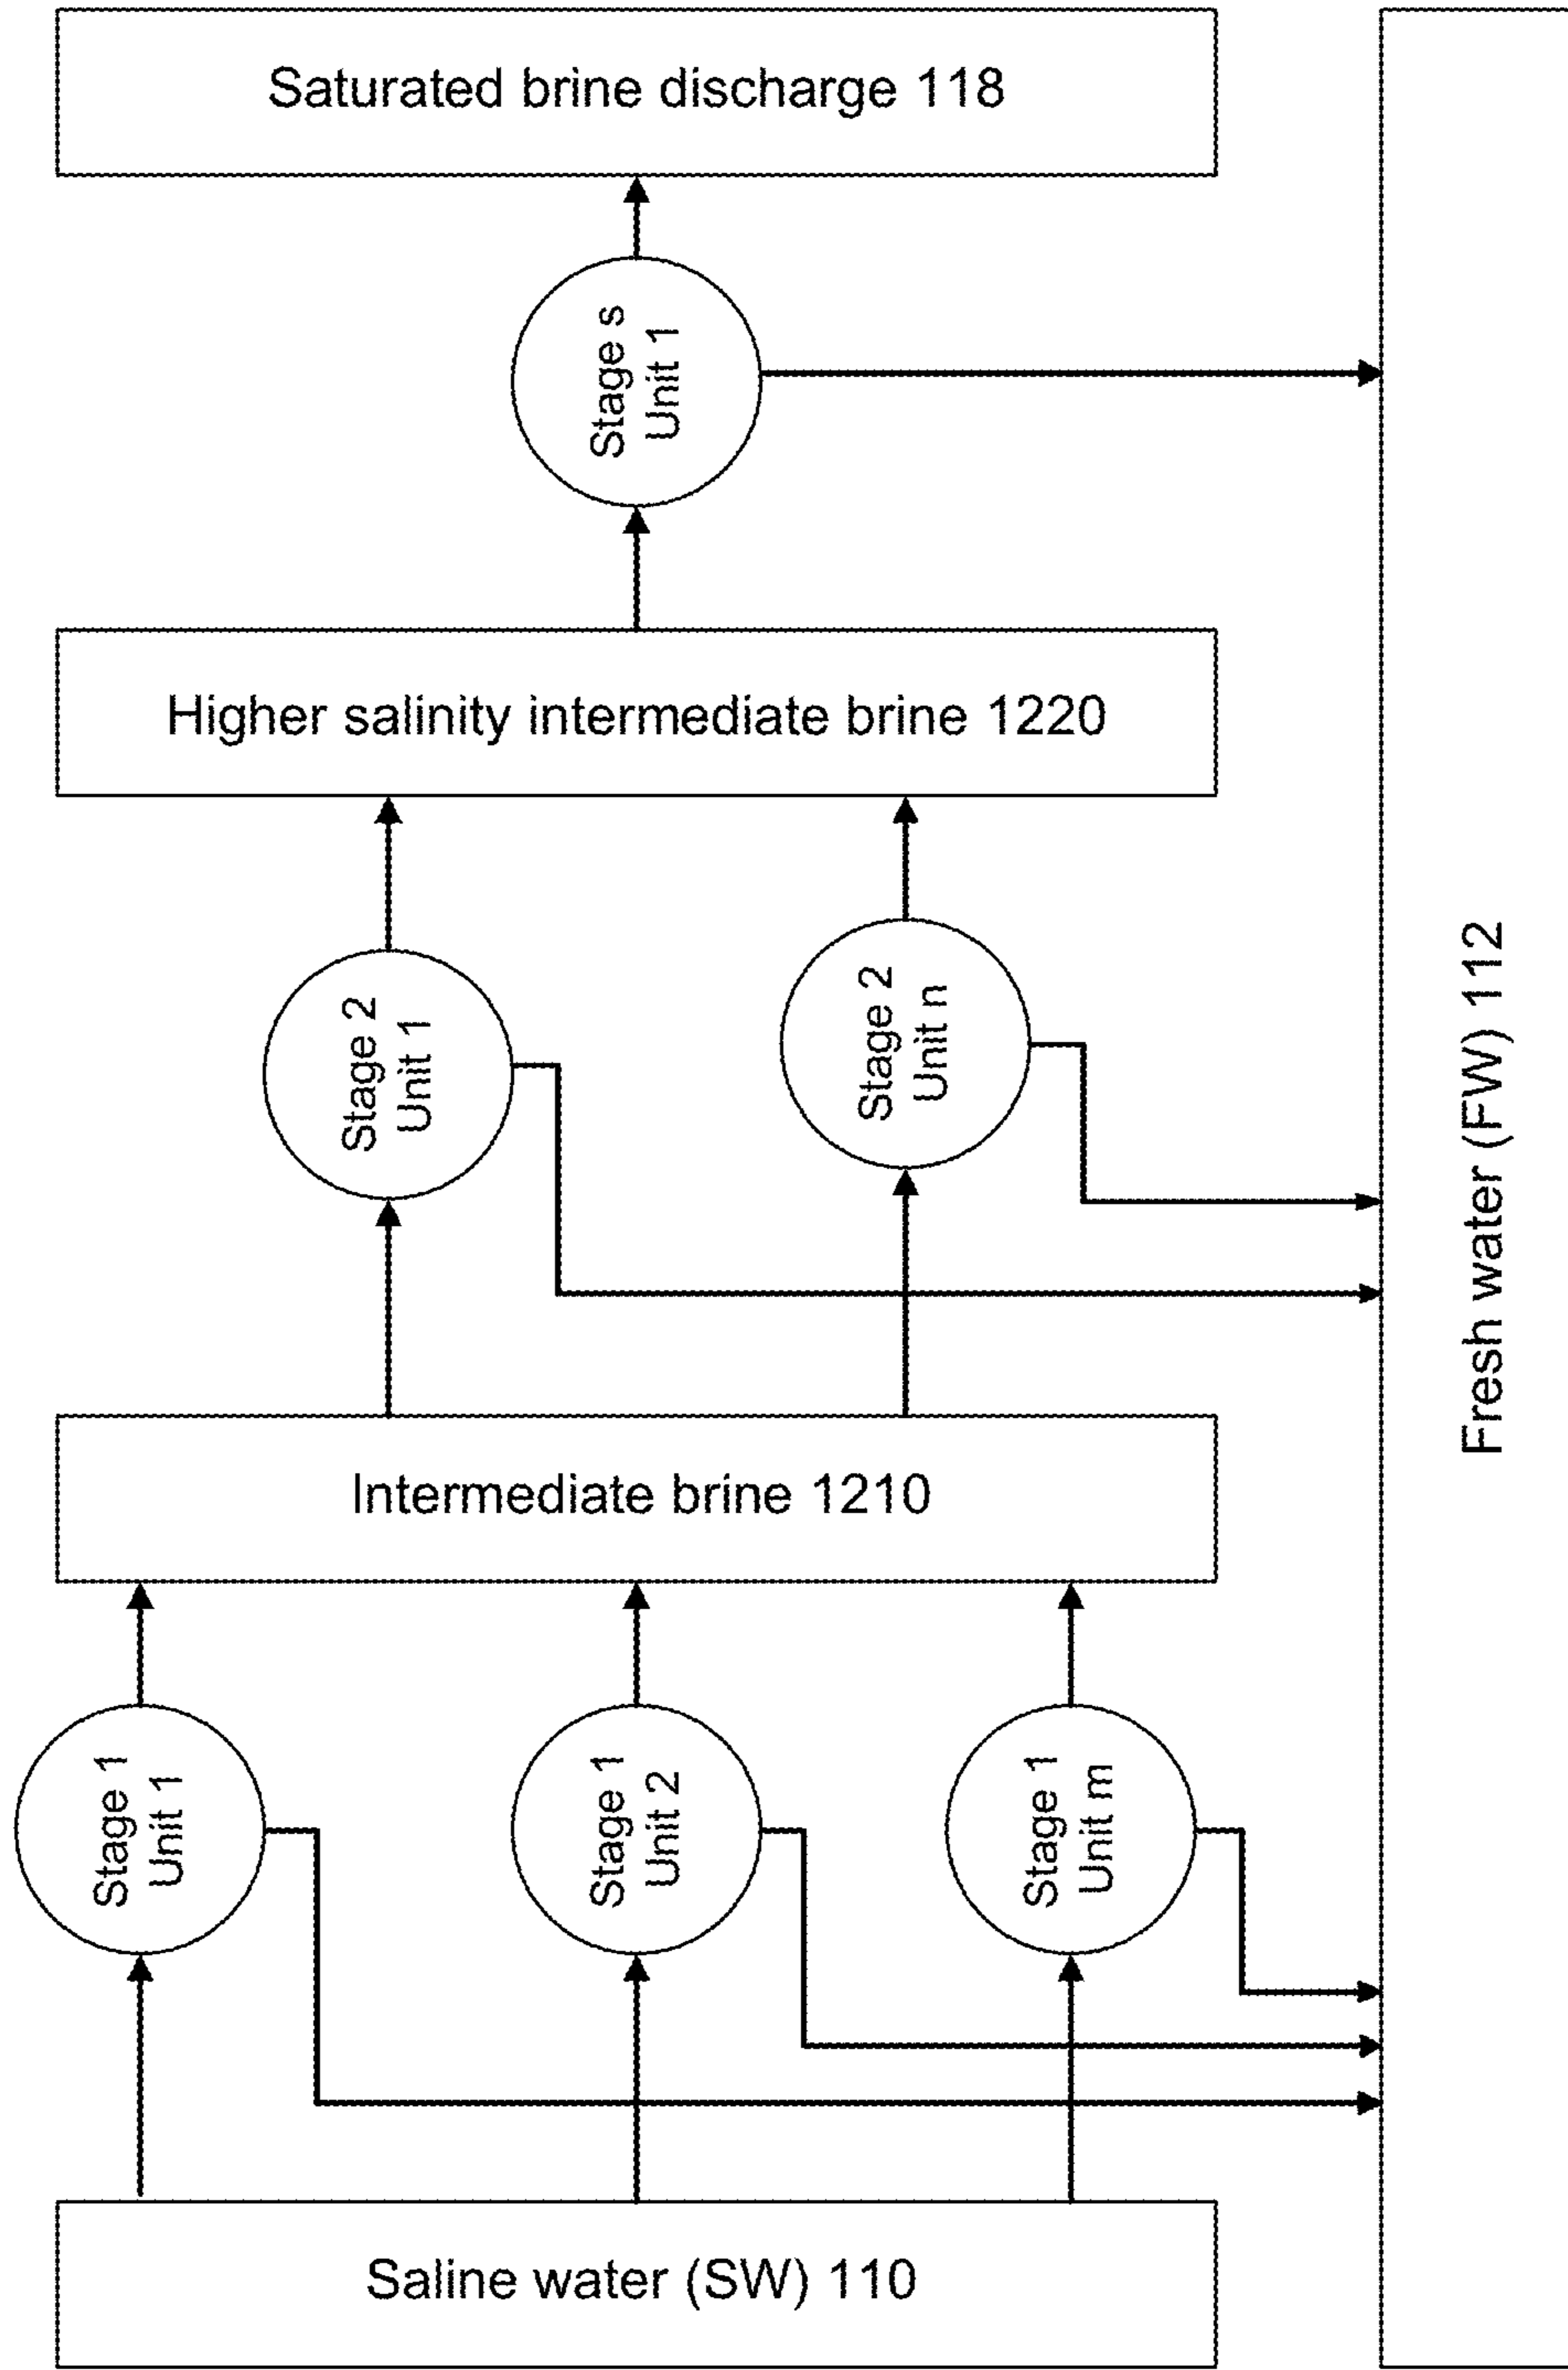 Saturated brine discharge 118
Stage s
Unit 1
Higher salinity intermediate brine 1220
Stage 2
Unit 1
Stage 2
Unit n
Intermediate brine 1210
Stage 1
Unit 1
Stage 1
Unit 2
Stage 1
Unit m
Saline water (SW) 110
Fresh water (FW) 112